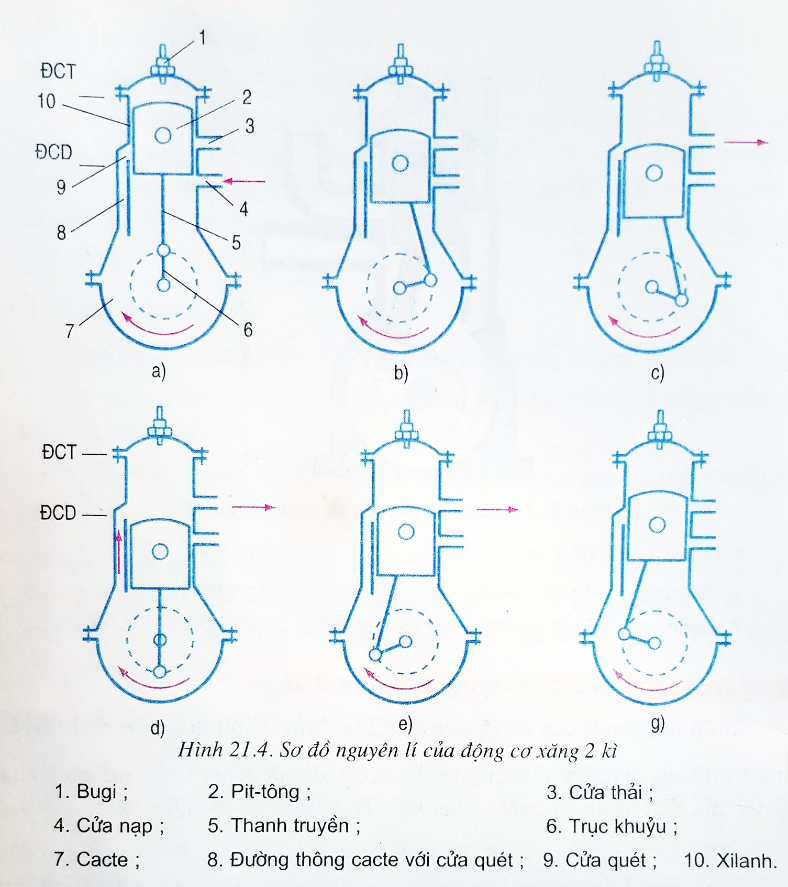 1
ĐCT
10
2
3
ĐCD
9
4
8
5
7
6
a)
b)
c)
ĐCT
ĐCD
d)
e)
g)
Hình 21.4. Sơ đồ nguyên lí của động cơ xăng 2 kì
1. Bugi ; 2. Pit-tông ; 3. Cửa thải ;
4. Cửa nạp ; 5. Thanh truyền ; 6. Trục khuỷu ;
7. Cacte ; 8. Đường thông cacte với cửa quét ; 9. Cửa quét ; 10. Xilanh.